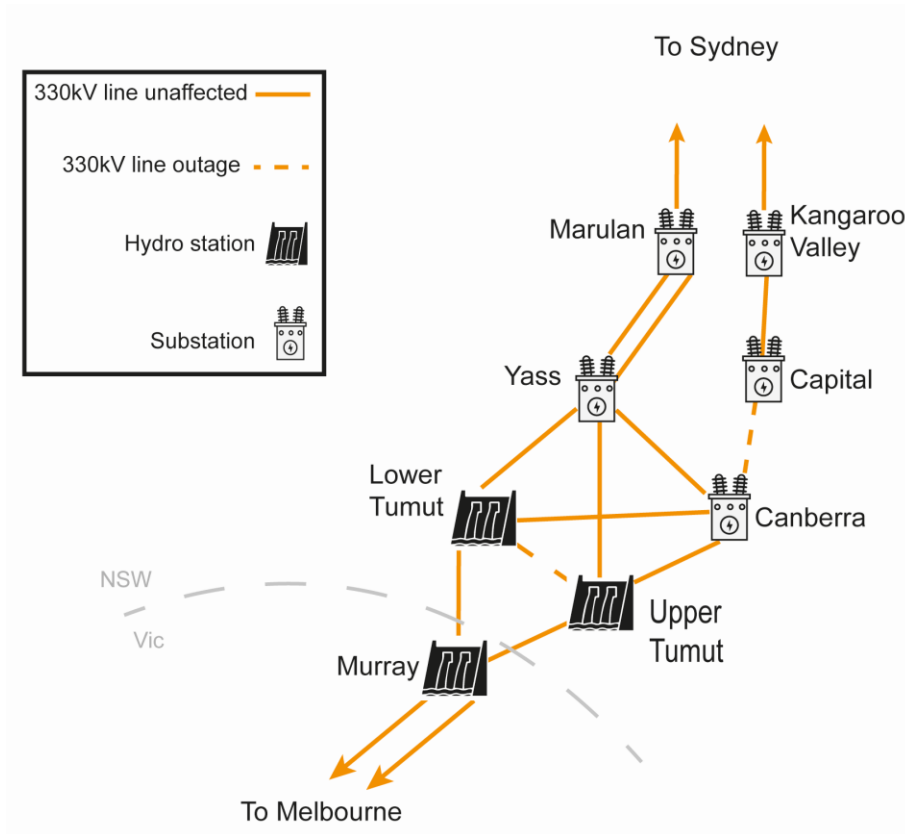 To Sydney
330kV line unaffected
330kV line outage
Hydro station
Substation
Marulan
Kangaroo
Valley
Yass
Capital
Lower
Tumut
Canberra
NSW
Vic
Upper
Tumut
Murray
To Melbourne